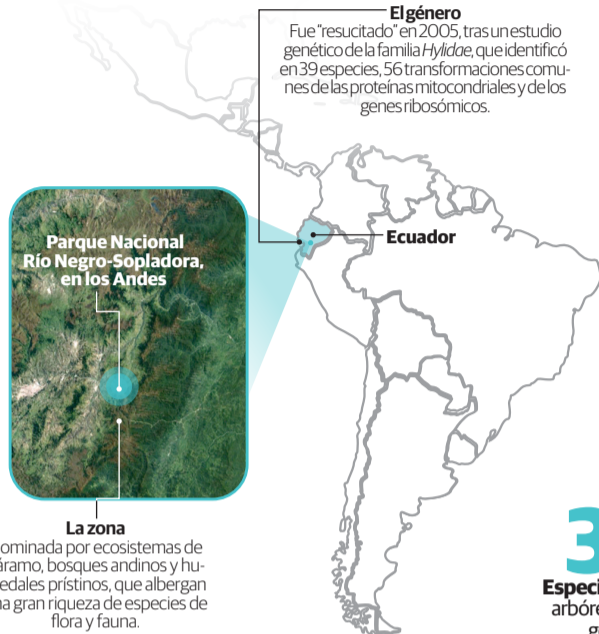 El género
Fue "resucitado" en 2005, tras un estudio
genético de la familia Hylidae, que identificó
en 39 especies, 56 transformaciones comu-
nes de las proteínas mitocondriales y de los
genes ribosómicos.
Parque Nacional
Río Negro-Sopladora,
en los Andes
Ecuador
La zona
ominada por ecosistemas de
áramo, bosques andinos y hu-
edales prístinos, que albergan
na gran riqueza de especies de
flora y fauna.
3
Especi
arbóre
g